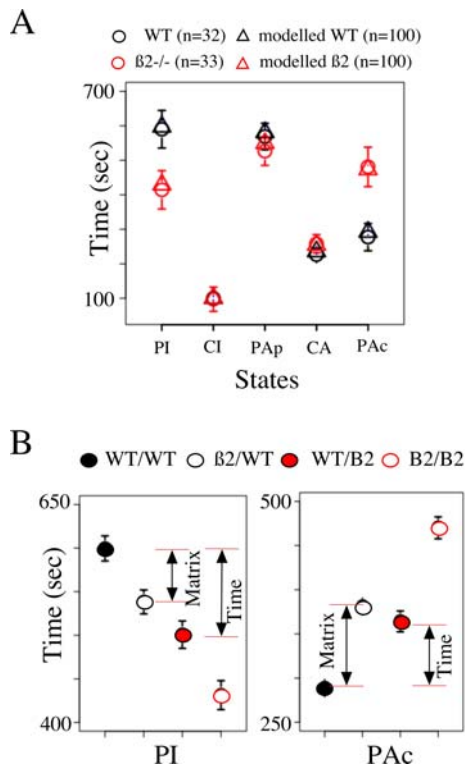 A
WT (n=32) modelled WT (n=100)
ß2-/- (n=33) modelled ß2 (n=100)
700
Time (sec)
100
PI CI PAp CA PAc
States
B
WT/WT ß2/WT WT/B2 B2/B2
650
Time (sec)
400
Matrix
Time
PI
500
250
Matrix
Time
PAc